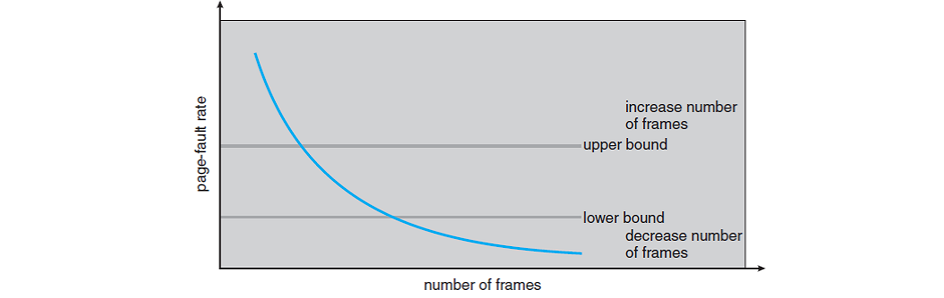 page-fault rate
increase number
of frames
upper bound
lower bound
decrease number
of frames
number of frames